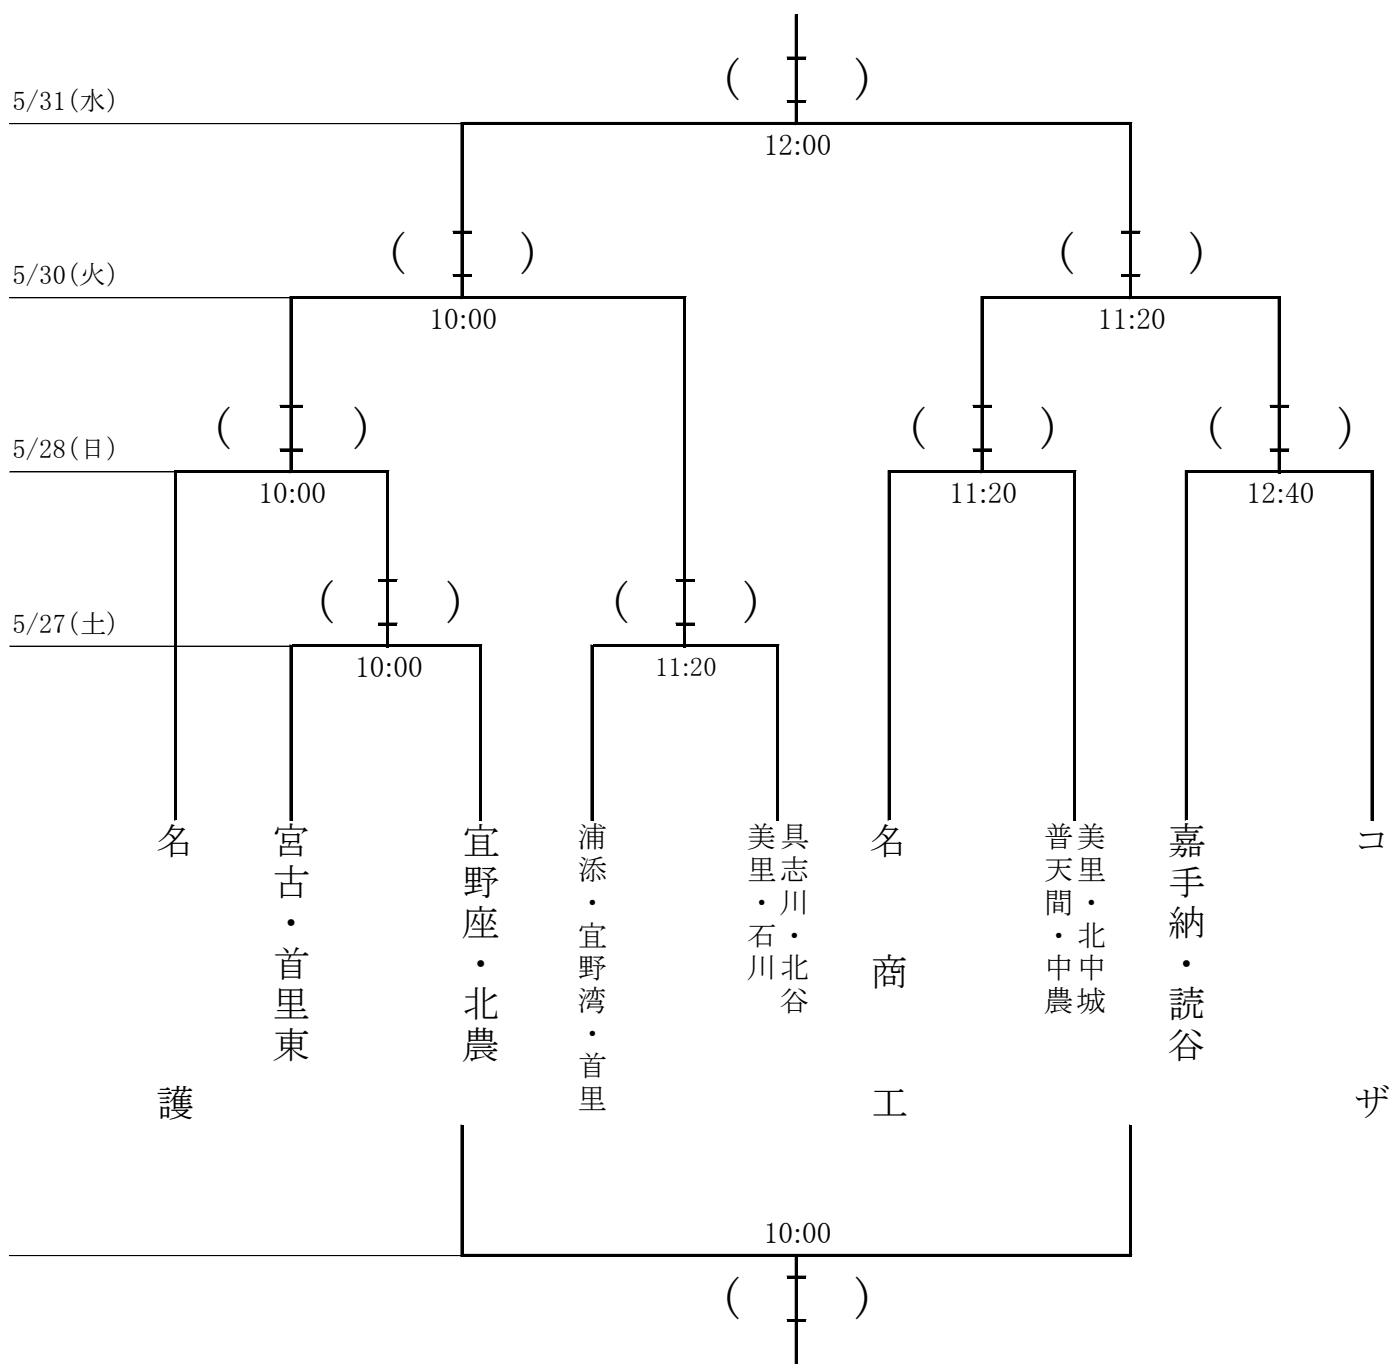 ( )
5/31(水)
12:00
( ) ( )
5/30(火)
10:00 11:20
( ) ( ) ( )
5/28(日)
10:00 11:20 12:40
( ) ( )
5/27(土)
10:00 11:20
名護
宮古・首里東
宜野座・北農
浦添・宜野湾・首里
具志川・北谷
美里・石川
名商工
美里・北中城
普天間・中農
嘉手納・読谷
コザ
10:00
( )